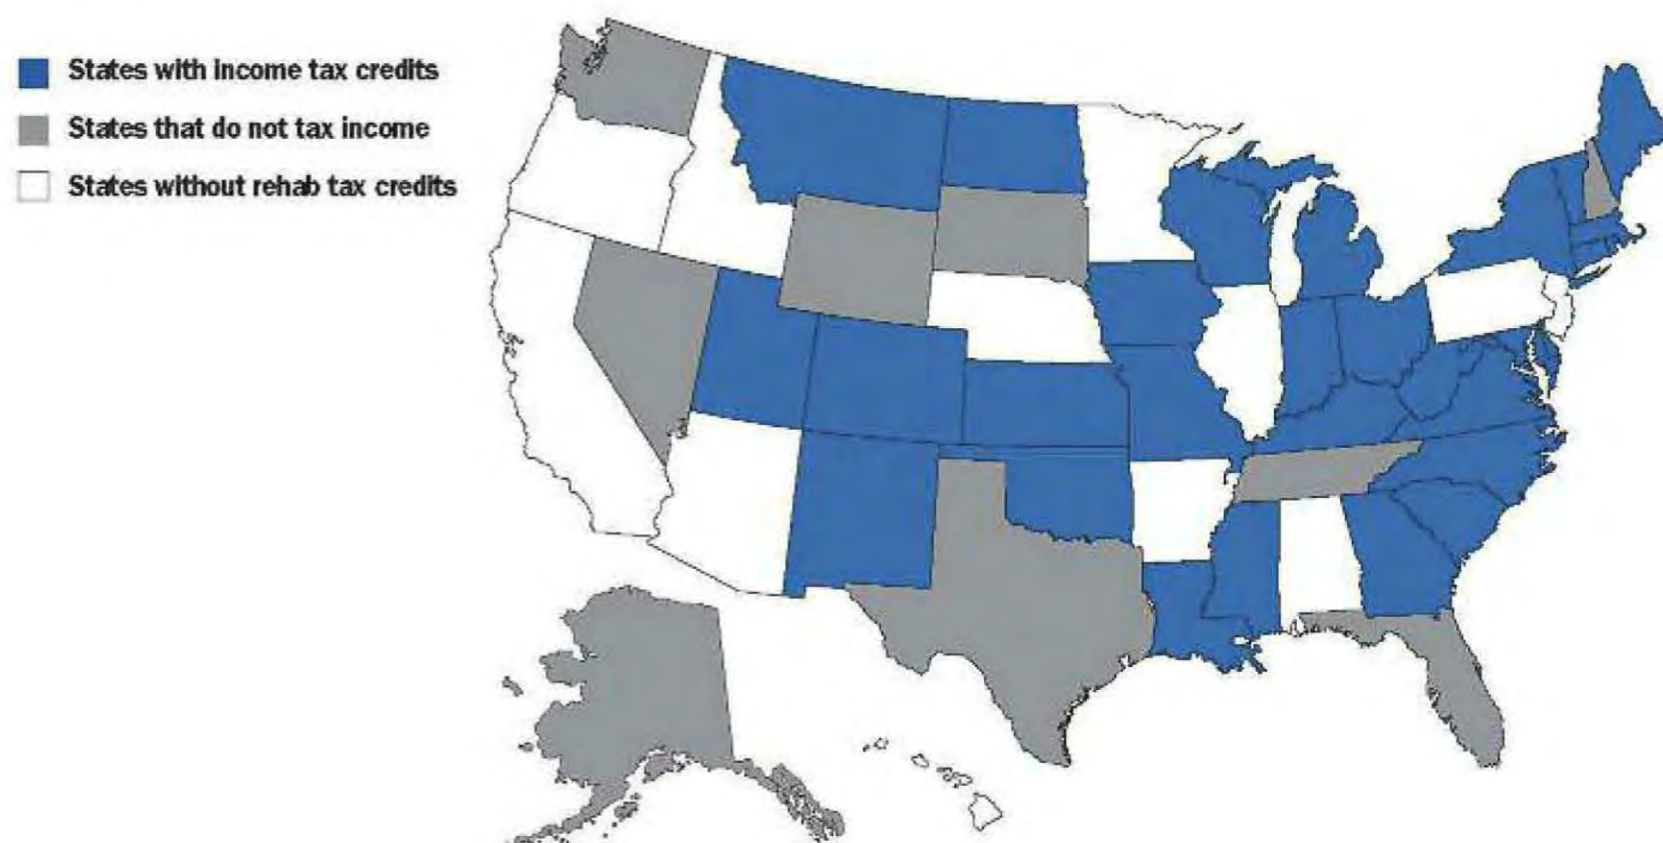 States with income tax credits
States that do not tax income
States without rehab tax credits